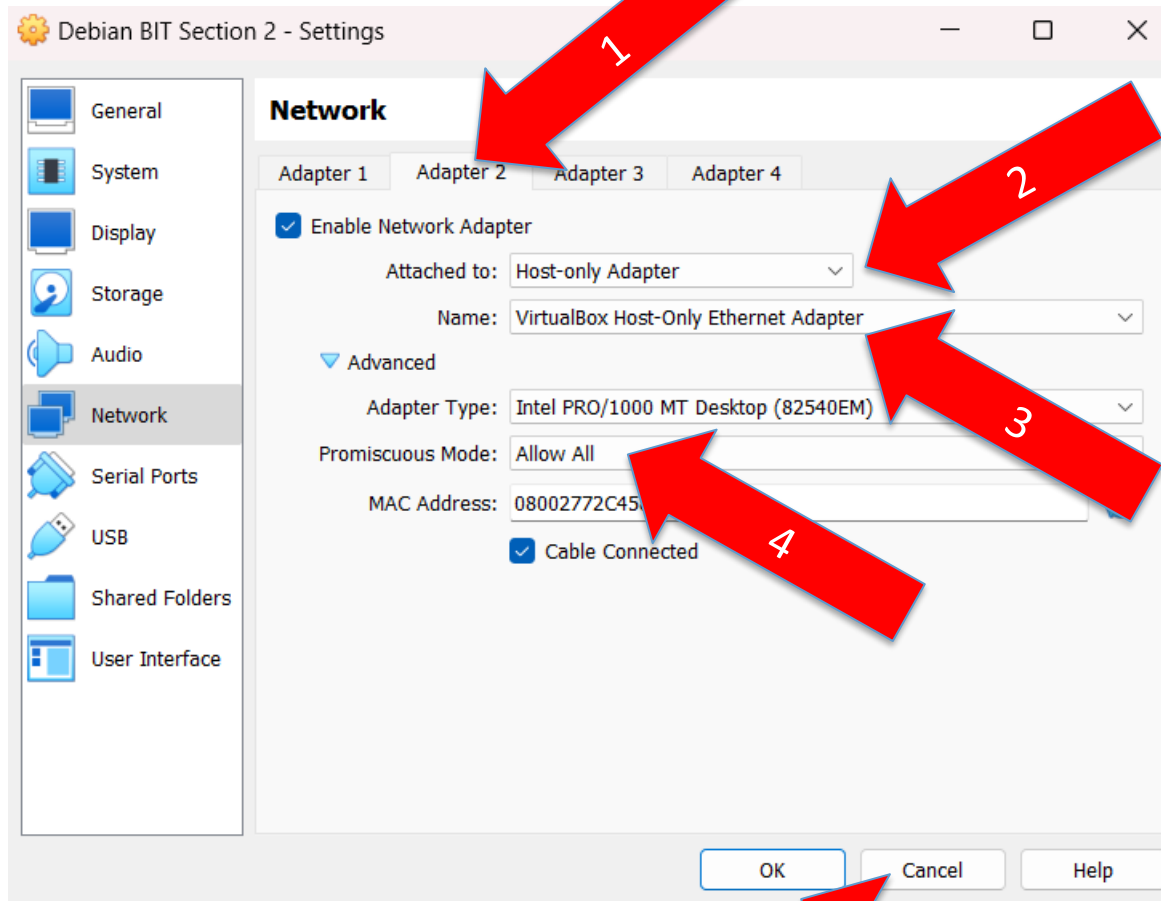 Debian BIT Section 2 - Settings
1
General
System
Display
Storage
Audio
Network
Serial Ports
USB
Shared Folders
User Interface
Network
Adapter 1 Adapter 2 Adapter 3 Adapter 4
2
Enable Network Adapter
Attached to: Host-only Adapter
Name: VirtualBox Host-Only Ethernet Adapter
Advanced
Adapter Type: Intel PRO/1000 MT Desktop (82540EM)
3
Promiscuous Mode: Allow All
MAC Address:
4
Cable Connected
OK Cancel Help